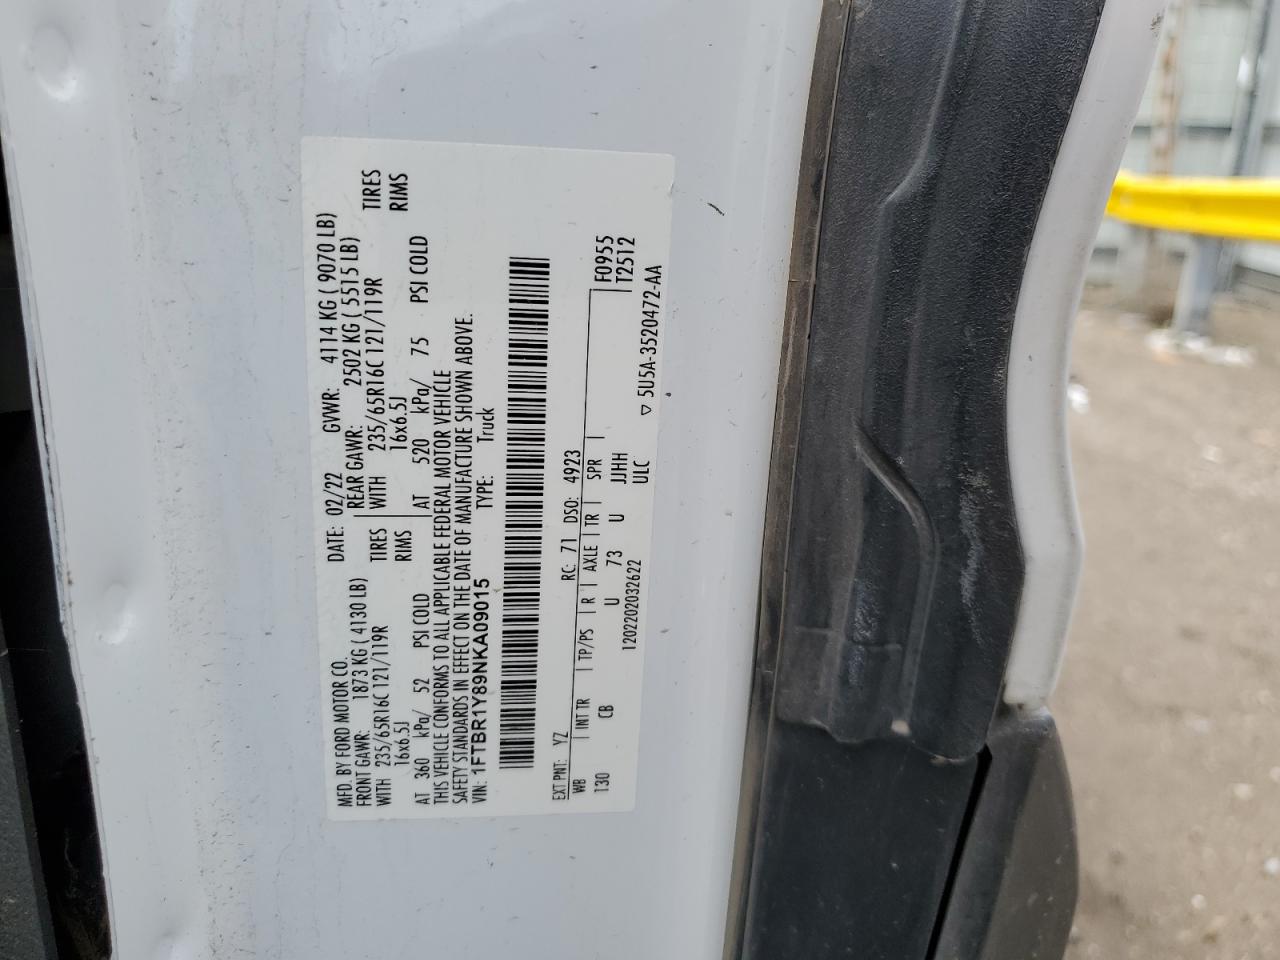 MFD. BY FORD MOTOR CO. DATE: 02/22 GVWR: 4114 KG ( 9070 LB)
FRONT GAWR: 1873 KG ( 4130 LB) REAR GAWR: 2502 KG ( 5515 LB)
WITH 235/65R16C 121/119R TIRES WITH 235/65R16C 121/119R TIRES
16x6.5J RIMS 16x6.5J RIMS
AT 360 kPa/ 52 PSI COLD AT 520 kPa/ 75 PSI COLD
THIS VEHICLE CONFORMS TO ALL APPLICABLE FEDERAL MOTOR VEHICLE
SAFETY STANDARDS IN EFFECT ON THE DATE OF MANUFACTURE SHOWN ABOVE.
VIN: 1FTBR1Y89NKA09015 TYPE: Truck
EXT PNT: YZ RC: 71 DSO: 4923
WB INT TR TP/PS R AXLE TR SPR F0955
130 CB U 73 U JJHH T2512
1202202032622 ULC ▽ 5U5A-3520472-AA